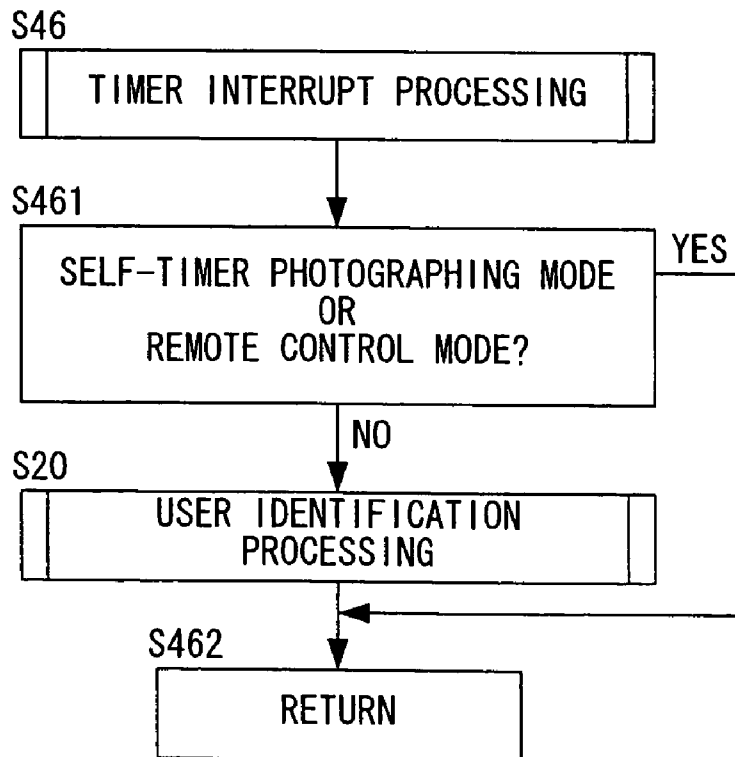 S46
TIMER INTERRUPT PROCESSING
S461
SELF-TIMER PHOTOGRAPHING MODE
OR
REMOTE CONTROL MODE?
YES
NO
S20
USER IDENTIFICATION
PROCESSING
S462
RETURN